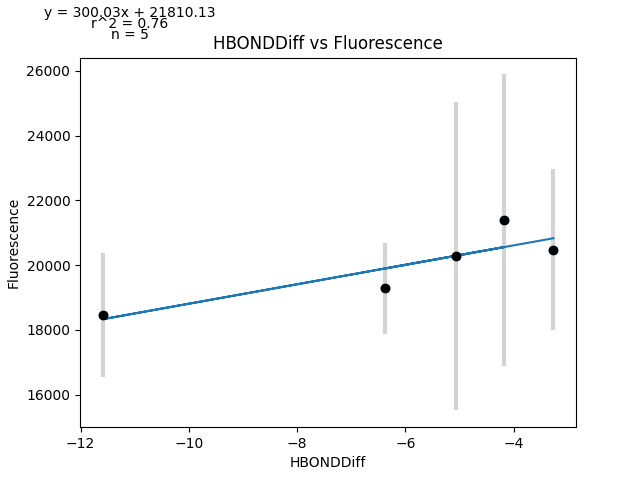 y = 300.03x + 21810.13
r^2 = 0.76
n = 5
HBONDDiff vs Fluorescence
26000
24000
22000
20000
18000
16000
Fluorescence
−12
−10
−8
−6
−4
HBONDDiff